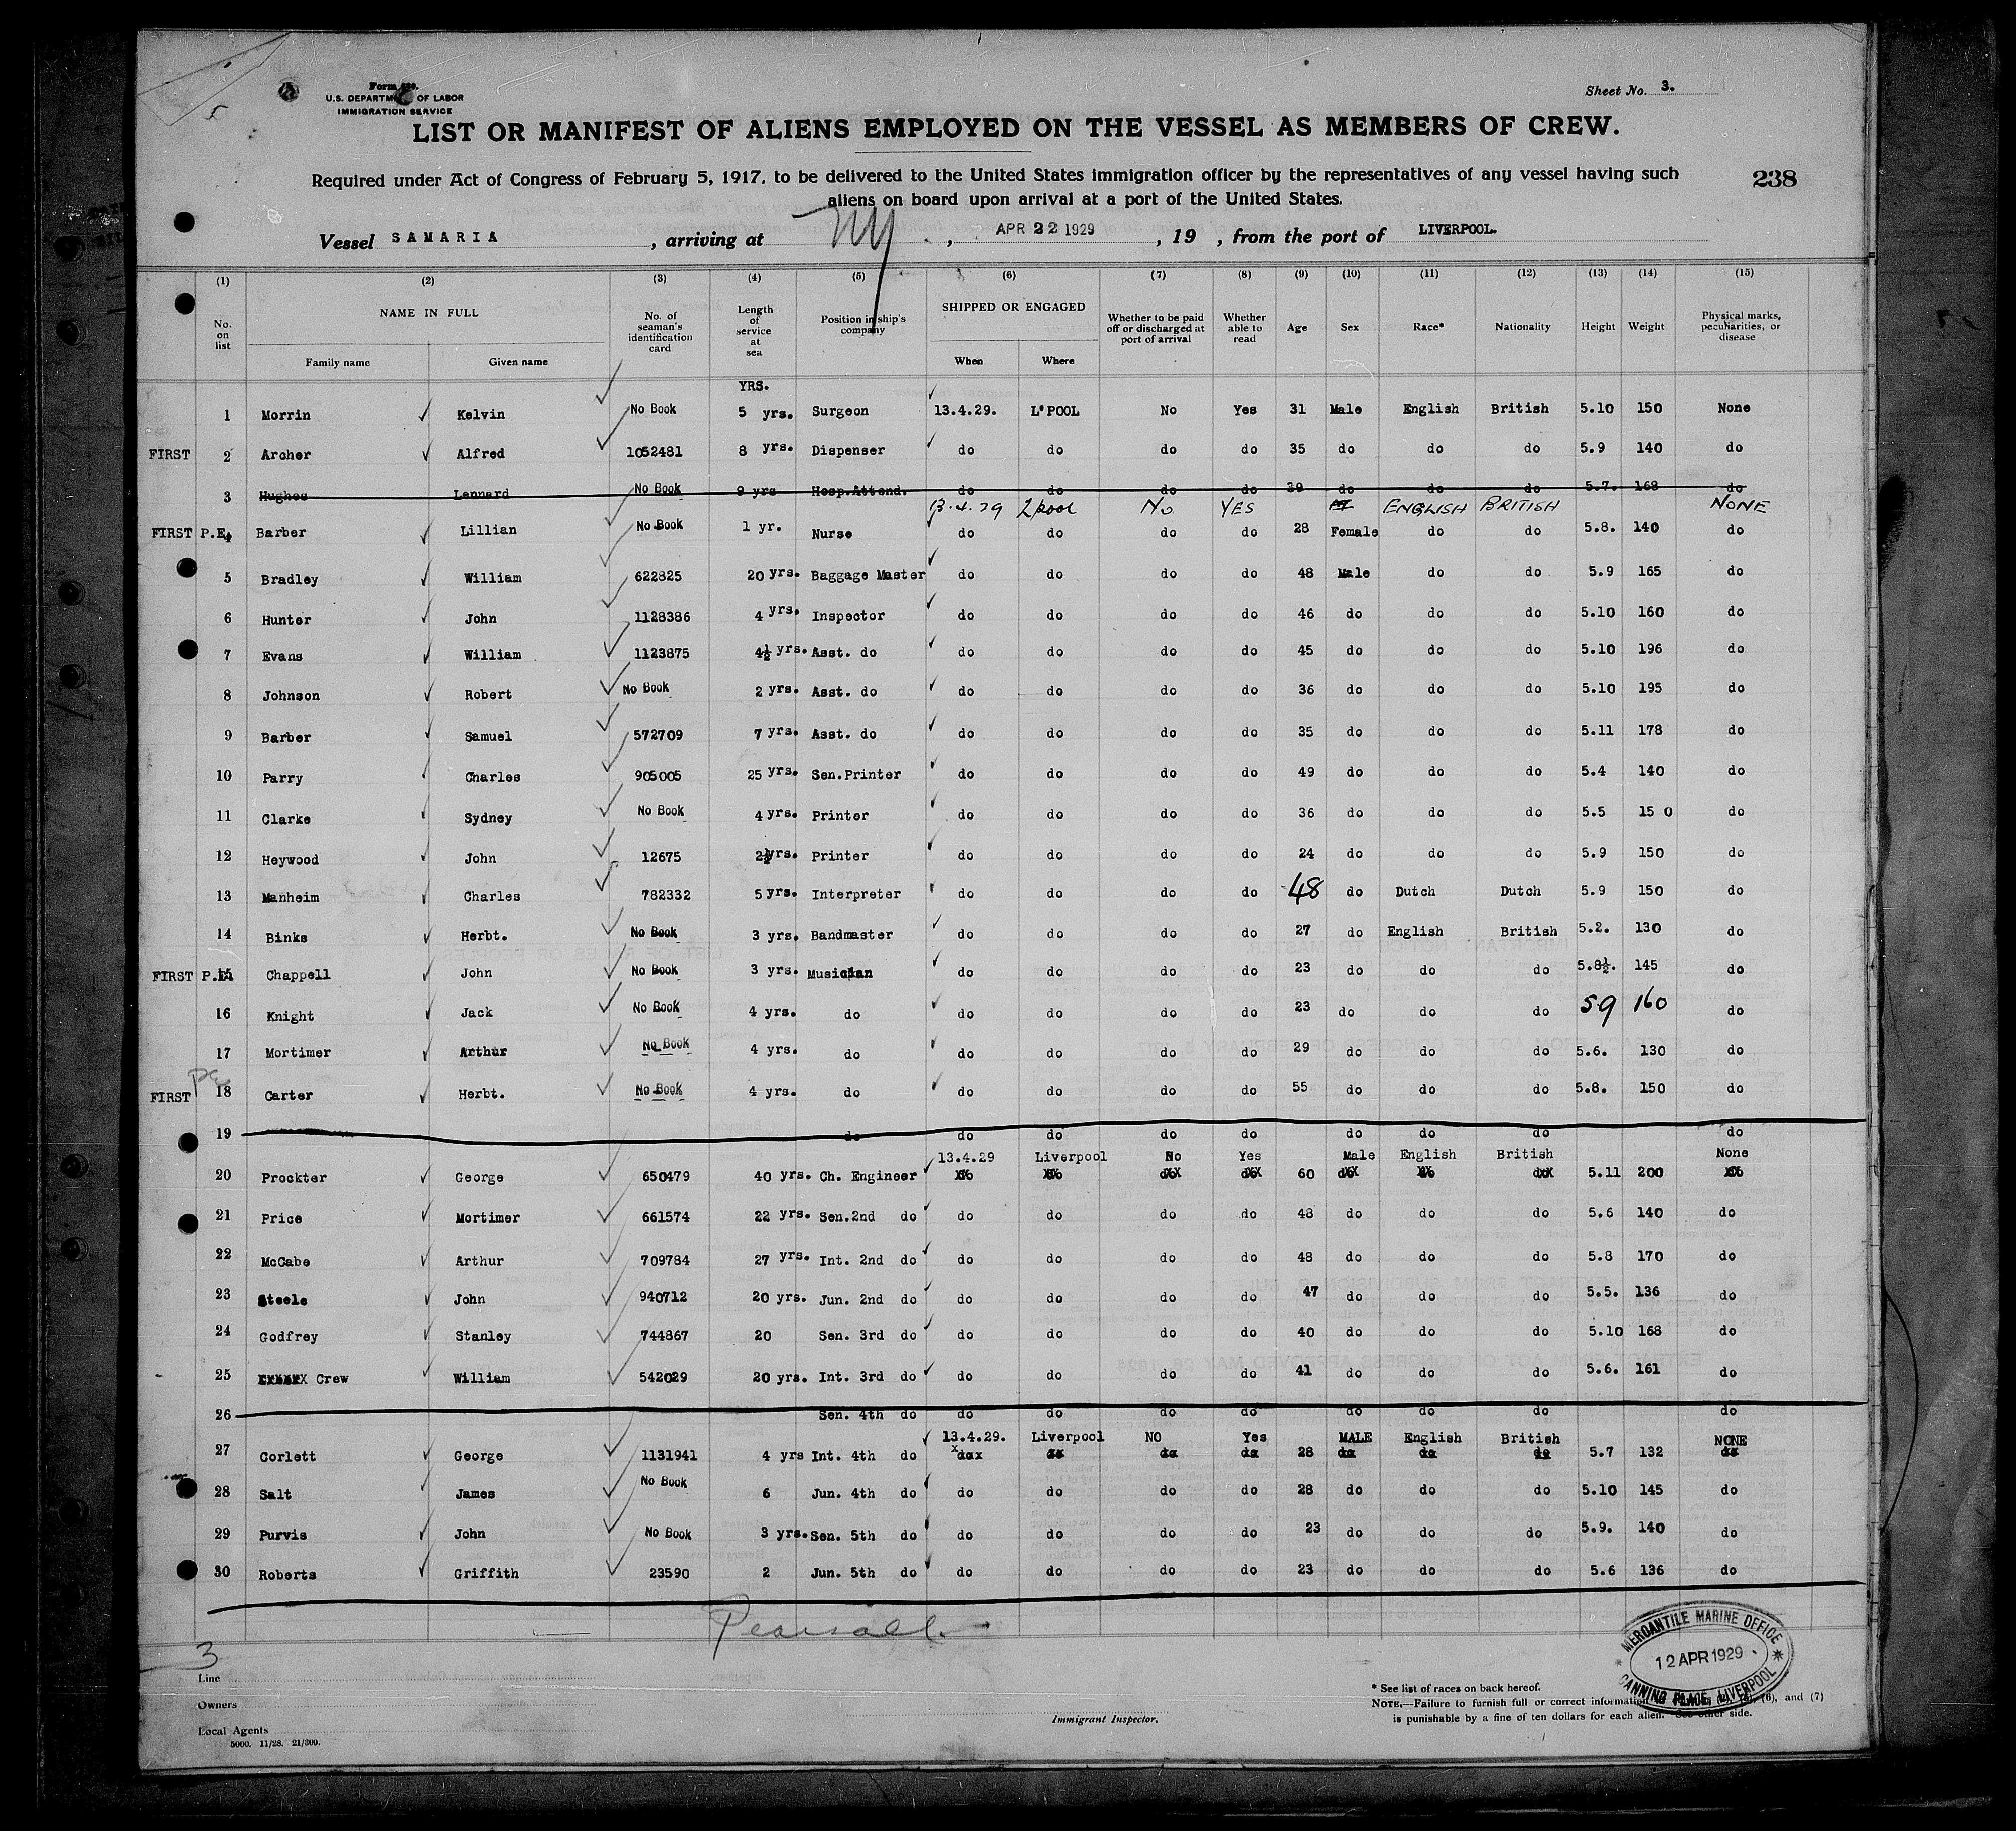 Form 680.
U.S. DEPARTMENT OF LABOR
IMMIGRATION SERVICE
Sheet No. 3.
LIST OR MANIFEST OF ALIENS EMPLOYED ON THE VESSEL AS MEMBERS OF CREW.
Required under Act of Congress of February 5, 1917, to be delivered to the United States immigration officer by the representatives of any vessel having such
aliens on board upon arrival at a port of the United States.
238
Vessel SAMARIA, arriving at NY, APR 22 1929, 19 , from the port of LIVERPOOL.
(1) (2) (3) (4) (5) (6) (7) (8) (9) (10) (11) (12) (13) (14) (15)
No. on list NAME IN FULL Family name Given name No. of seaman's identification card Length of service at sea Position in ship's company SHIPPED OR ENGAGED When Where Whether to be paid off or discharged at port of arrival Whether able to read Age Sex Race* Nationality Height Weight Physical marks, peculiarities, or disease
YRS.
1 Morrin Kelvin No Book 5 yrs. Surgeon 13.4.29. L'POOL No Yes 31 Male English British 5.10 150 None
FIRST 2 Archer Alfred 1052481 8 yrs. Dispenser do do do do 35 do do do 5.9 140 do
3 Hughes Lennard No Book 9 yrs Hosp.Attend. do do do do 39 do do do 5.7. 168 do
13.4.29 Lpool No YES ENGLISH BRITISH NONE
FIRST P.E. 4 Barber Lillian No Book 1 yr. Nurse do do do do 28 Female do do 5.8. 140 do
5 Bradley William 622825 20 yrs. Baggage Master do do do do 48 Male do do 5.9 165 do
6 Hunter John 1128386 4 yrs. Inspector do do do do 46 do do do 5.10 160 do
7 Evans William 1123875 4½ yrs. Asst. do do do do do 45 do do do 5.10 196 do
8 Johnson Robert No Book 2 yrs. Asst. do do do do do 36 do do do 5.10 195 do
9 Barber Samuel 572709 7 yrs. Asst. do do do do do 35 do do do 5.11 178 do
10 Parry Charles 905005 25 yrs. Sen.Printer do do do do 49 do do do 5.4 140 do
11 Clarke Sydney No Book 4 yrs. Printer do do do do 36 do do do 5.5 15 0 do
12 Heywood John 12675 2½yrs. Printer do do do do 24 do do do 5.9 150 do
13 Manheim Charles 782332 5 yrs. Interpreter do do do do 48 do Dutch Dutch 5.9 150 do
14 Binks Herbt. No Book 3 yrs. Bandmaster do do do do 27 do English British 5.2. 130 do
FIRST P.E. 15 Chappell John No Book 3 yrs. Musician do do do do 23 do do do 5.8½. 145 do
16 Knight Jack No Book 4 yrs. do do do do do 23 do do do 59 160 do
17 Mortimer Arthur No Book 4 yrs. do do do do do 29 do do do 5.6. 130 do
FIRST PE 18 Carter Herbt. No Book 4 yrs. do do do do do 55 do do do 5.8. 150 do
19 do do do do do do do do do
13.4.29 Liverpool No Yes Male English British None
20 Prockter George 650479 40 yrs. Ch. Engineer 60 5.11 200
21 Price Mortimer 661574 22 yrs. Sen.2nd do do do do do 48 do do do 5.6 140 do
22 McCabe Arthur 709784 27 yrs. Int. 2nd do do do do do 48 do do do 5.8 170 do
23 Steele John 940712 20 yrs. Jun. 2nd do do do do do 47 do do do 5.5. 136 do
24 Godfrey Stanley 744867 20 Sen. 3rd do do do do do 40 do do do 5.10 168 do
25 Crew William 542029 20 yrs. Int. 3rd do do do do do 41 do do do 5.6. 161 do
26 Sen. 4th do do do do do do do do do
13.4.29. Liverpool NO Yes MALE English British NONE
27 Corlett George 1131941 4 yrs Int. 4th do 28 5.7 132
28 Salt James No Book 6 Jun. 4th do do do do do 28 do do do 5.10 145 do
29 Purvis John No Book 3 yrs. Sen. 5th do do do do do 23 do do do 5.9. 140 do
30 Roberts Griffith 23590 2 Jun. 5th do do do do do 23 do do do 5.6 136 do
Pearsall.
3
Line
Owners
Local Agents
5000. 11/28. 21/309.
Immigrant Inspector.
* See list of races on back hereof.
NOTE.—Failure to furnish full or correct information (6), and (7)
is punishable by a fine of ten dollars for each alien. See other side.
MERCANTILE MARINE OFFICE
12 APR 1929
CANNING PLACE, LIVERPOOL